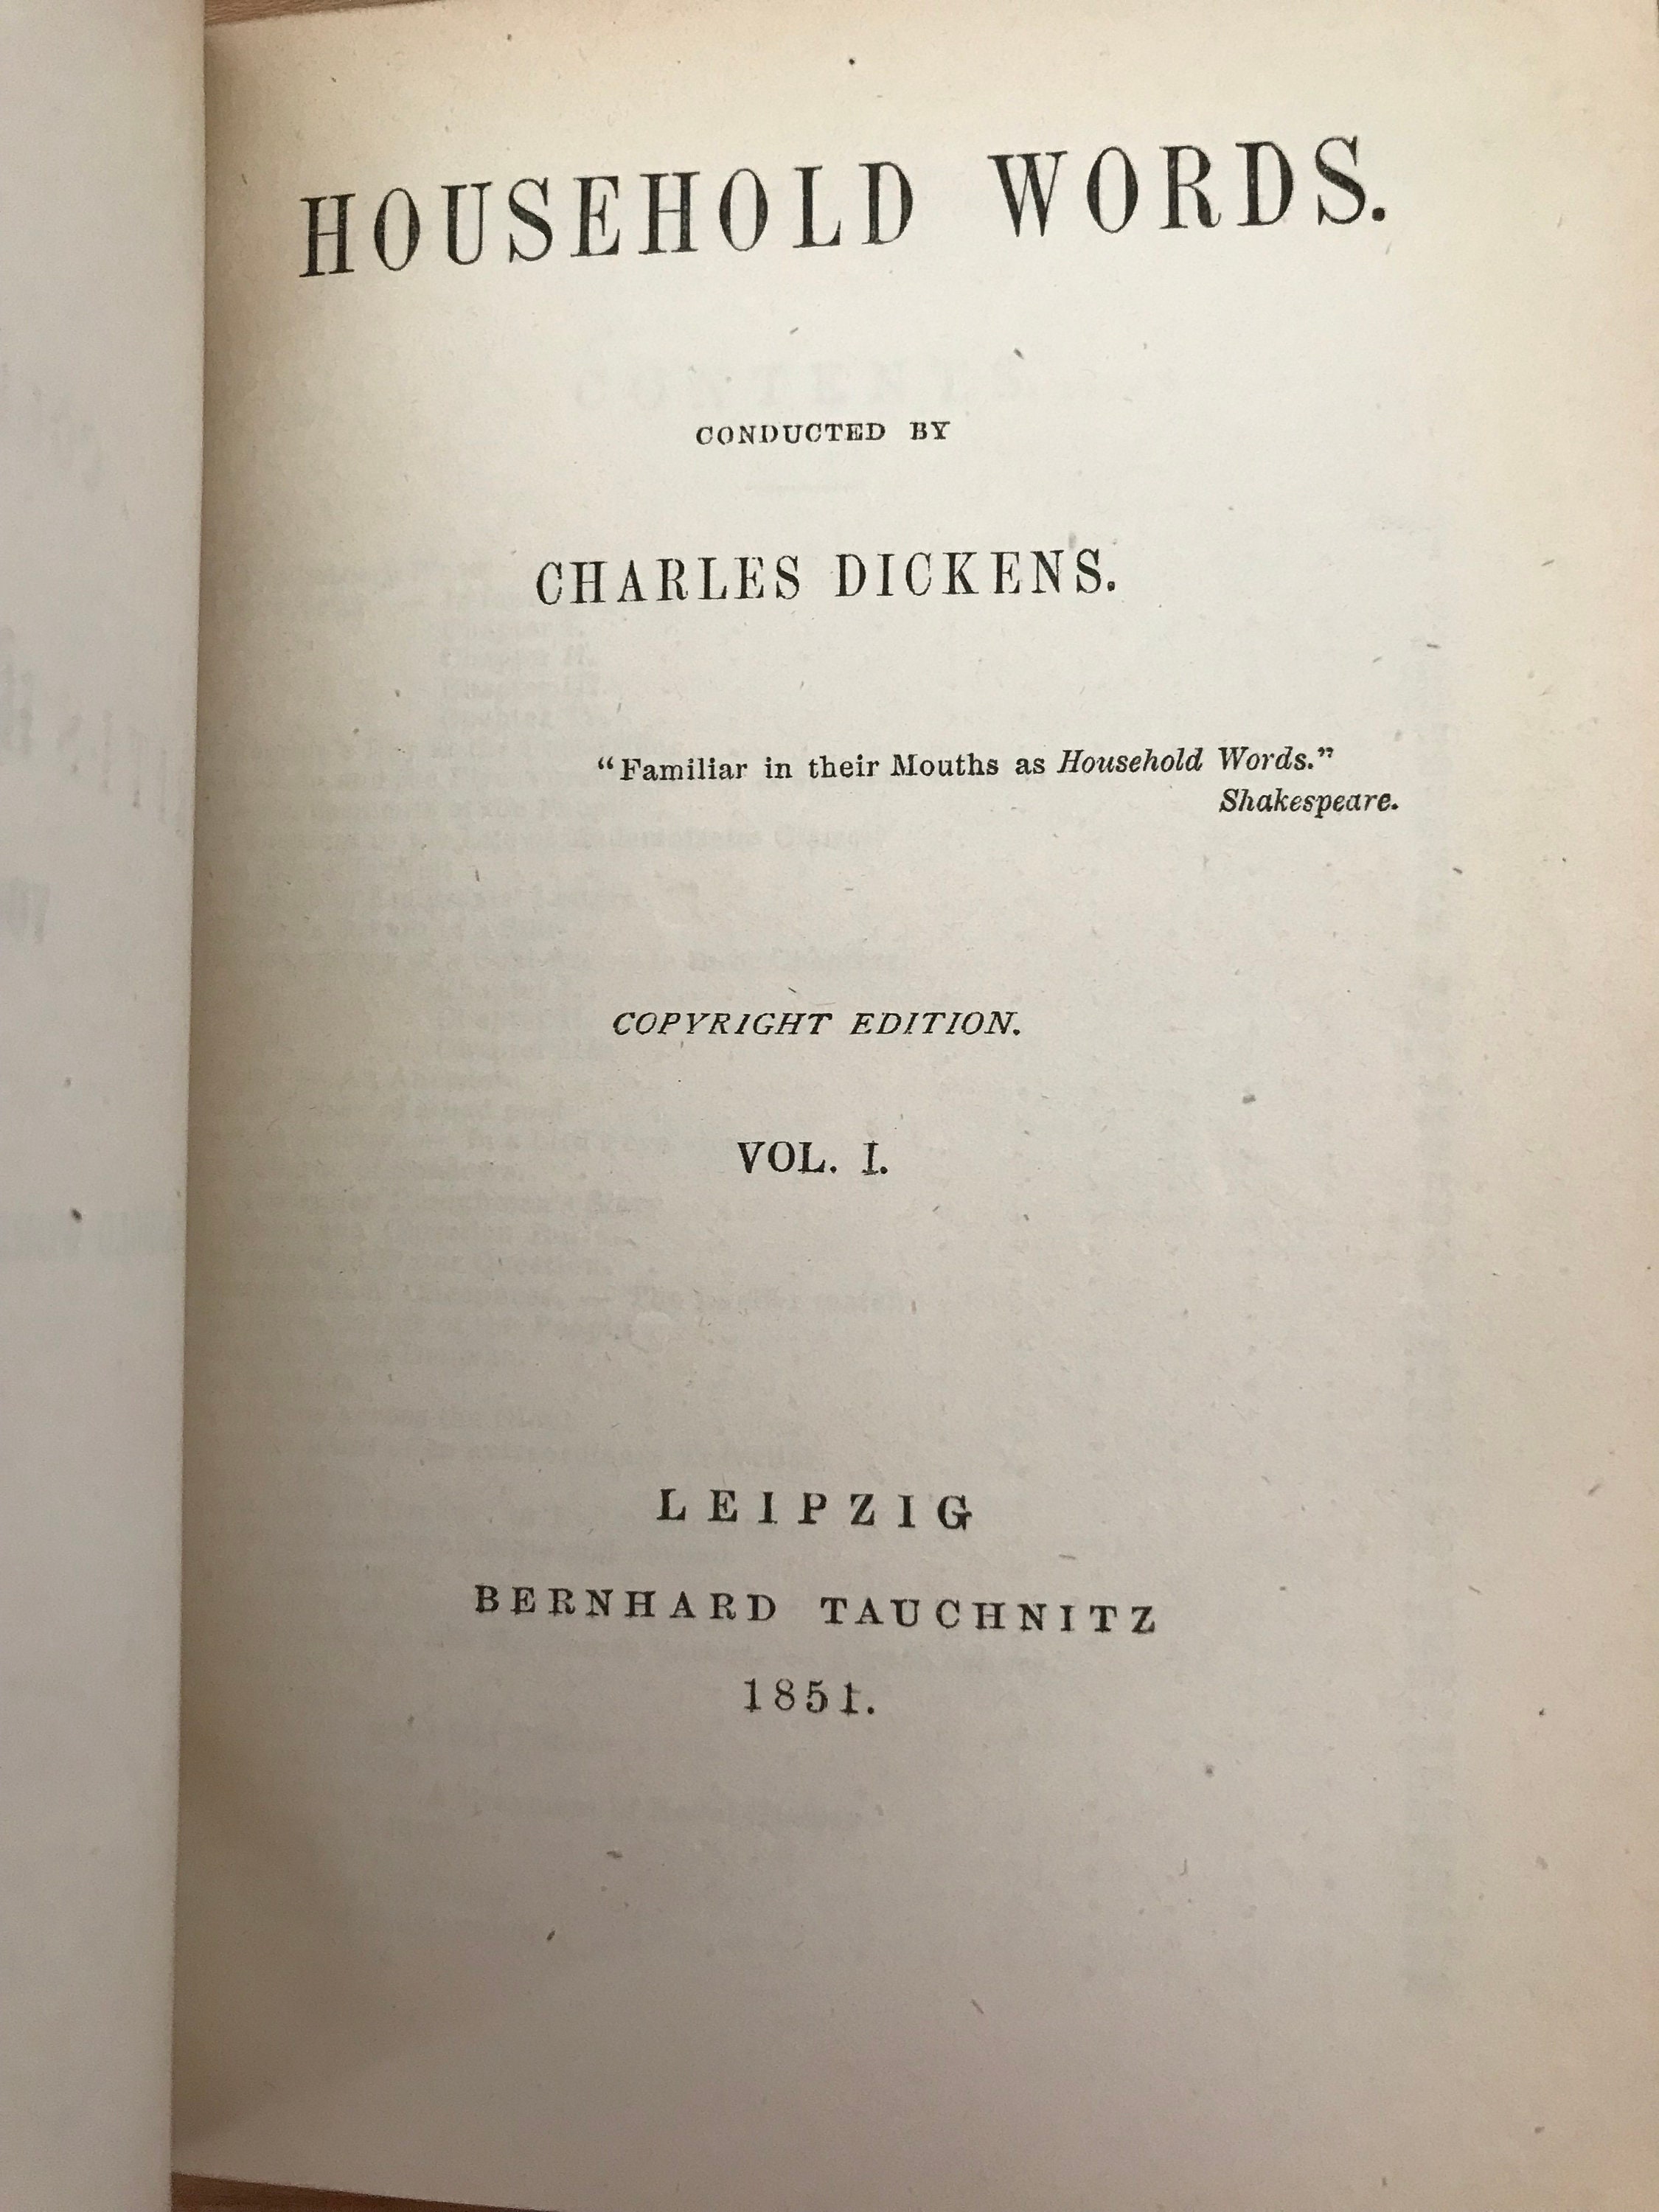 HOUSEHOLD WORDS.
CONDUCTED BY
CHARLES DICKENS.
“Familiar in their Mouths as Household Words.”
Shakespeare.
COPYRIGHT EDITION.
VOL. I.
LEIPZIG
BERNHARD TAUCHNITZ
1851.